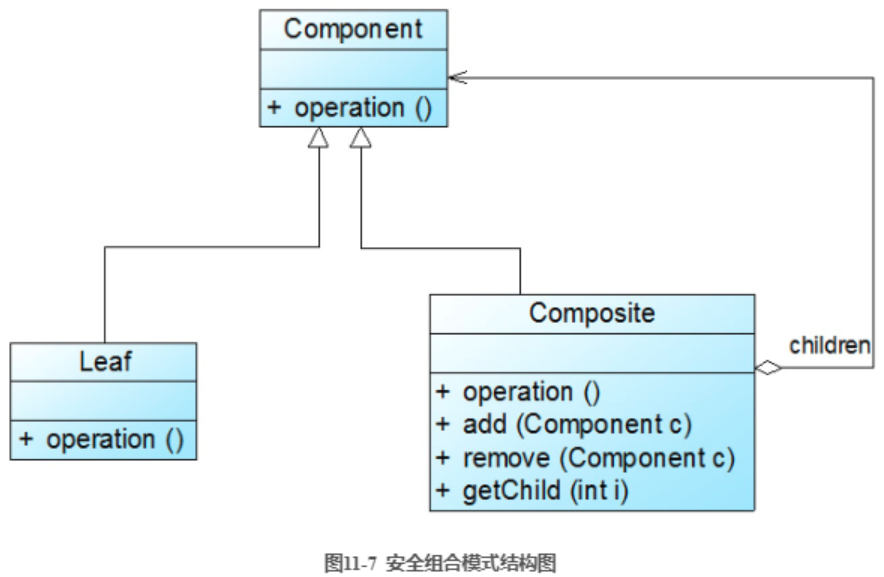 Component
+ operation ()
children
Leaf
+ operation ()
Composite
+ operation ()
+ add (Component c)
+ remove (Component c)
+ getChild (int i)
图11-7 安全组合模式结构图